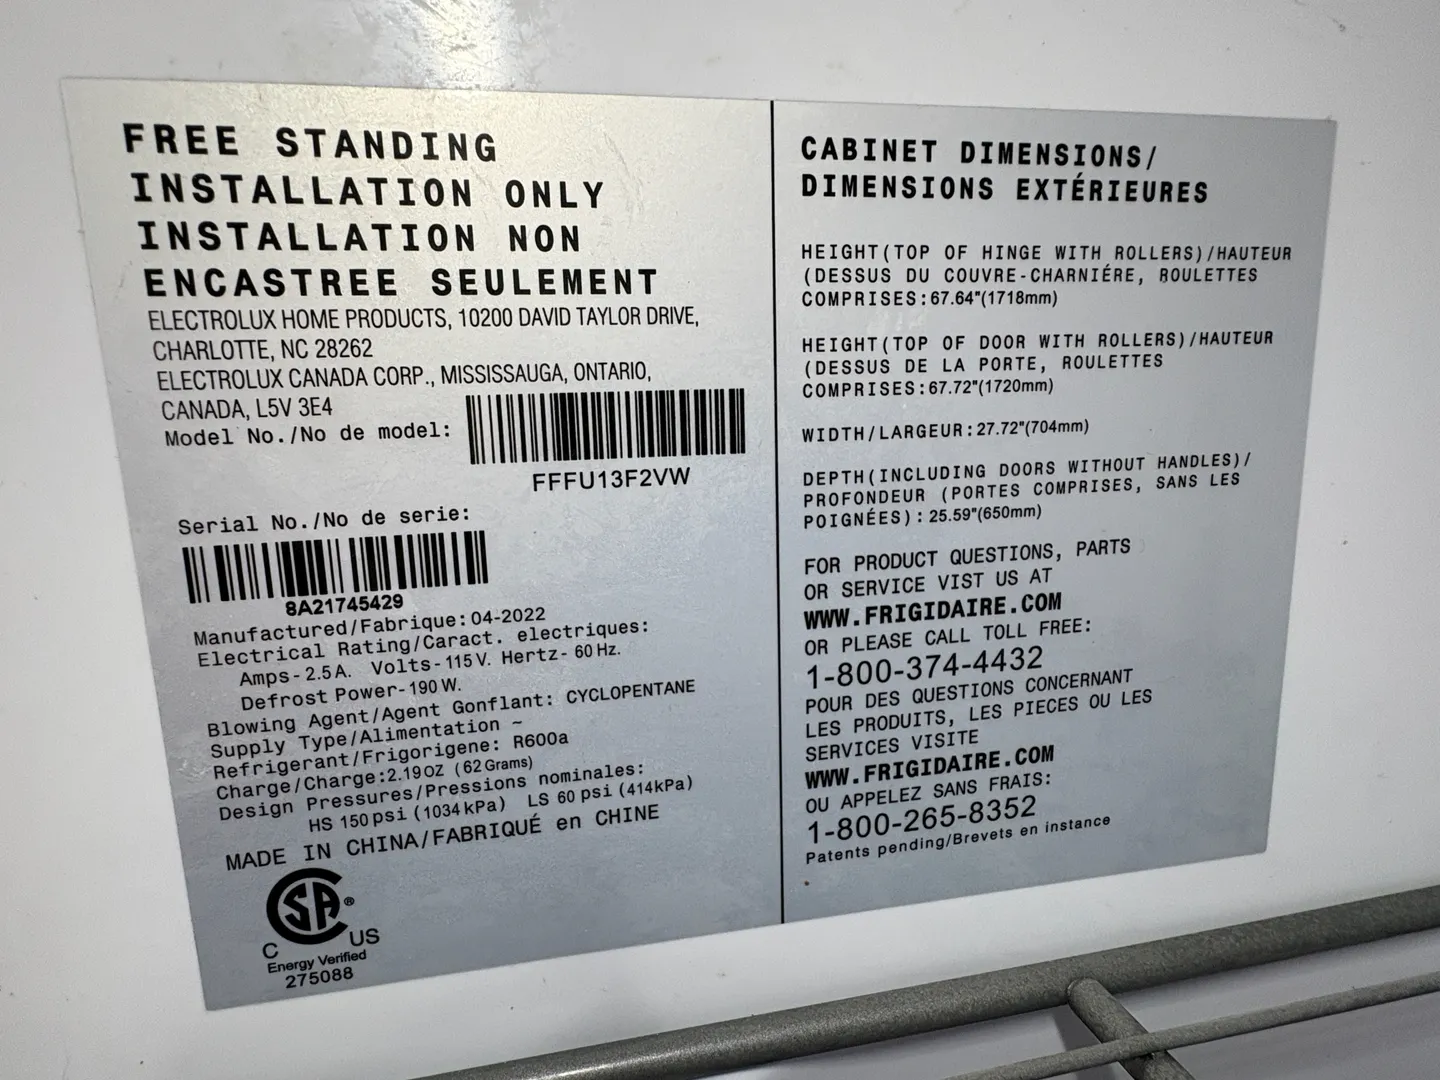 FREE STANDING
INSTALLATION ONLY
INSTALLATION NON
ENCASTREE SEULEMENT
ELECTROLUX HOME PRODUCTS, 10200 DAVID TAYLOR DRIVE,
CHARLOTTE, NC 28262
ELECTROLUX CANADA CORP., MISSISSAUGA, ONTARIO,
CANADA, L5V 3E4
Model No./No de model:
FFFU13F2VW
Serial No./No de serie:
8A21745429
Manufactured/Fabrique: 04-2022
Electrical Rating/Caract. electriques:
Amps-2.5A. Volts-115V. Hertz-60Hz.
Defrost Power-190W.
Blowing Agent/Agent Gonflant: CYCLOPENTANE
Supply Type/Alimentation ~
Refrigerant/Frigorigene: R600a
Charge/Charge:2.19OZ (62Grams)
Design Pressures/Pressions nominales:
HS 150psi (1034kPa) LS 60 psi (414kPa)
MADE IN CHINA/FABRIQUÉ en CHINE
CSA®
C US
Energy Verified
275088
CABINET DIMENSIONS/
DIMENSIONS EXTÉRIEURES
HEIGHT(TOP OF HINGE WITH ROLLERS)/HAUTEUR
(DESSUS DU COUVRE-CHARNIÉRE, ROULETTES
COMPRISES:67.64"(1718mm)
HEIGHT(TOP OF DOOR WITH ROLLERS)/HAUTEUR
(DESSUS DE LA PORTE, ROULETTES
COMPRISES:67.72"(1720mm)
WIDTH/LARGEUR:27.72"(704mm)
DEPTH(INCLUDING DOORS WITHOUT HANDLES)/
PROFONDEUR (PORTES COMPRISES, SANS LES
POIGNÉES):25.59"(650mm)
FOR PRODUCT QUESTIONS, PARTS
OR SERVICE VIST US AT
WWW.FRIGIDAIRE.COM
OR PLEASE CALL TOLL FREE:
1-800-374-4432
POUR DES QUESTIONS CONCERNANT
LES PRODUITS, LES PIECES OU LES
SERVICES VISITE
WWW.FRIGIDAIRE.COM
OU APPELEZ SANS FRAIS:
1-800-265-8352
Patents pending/Brevets en instance